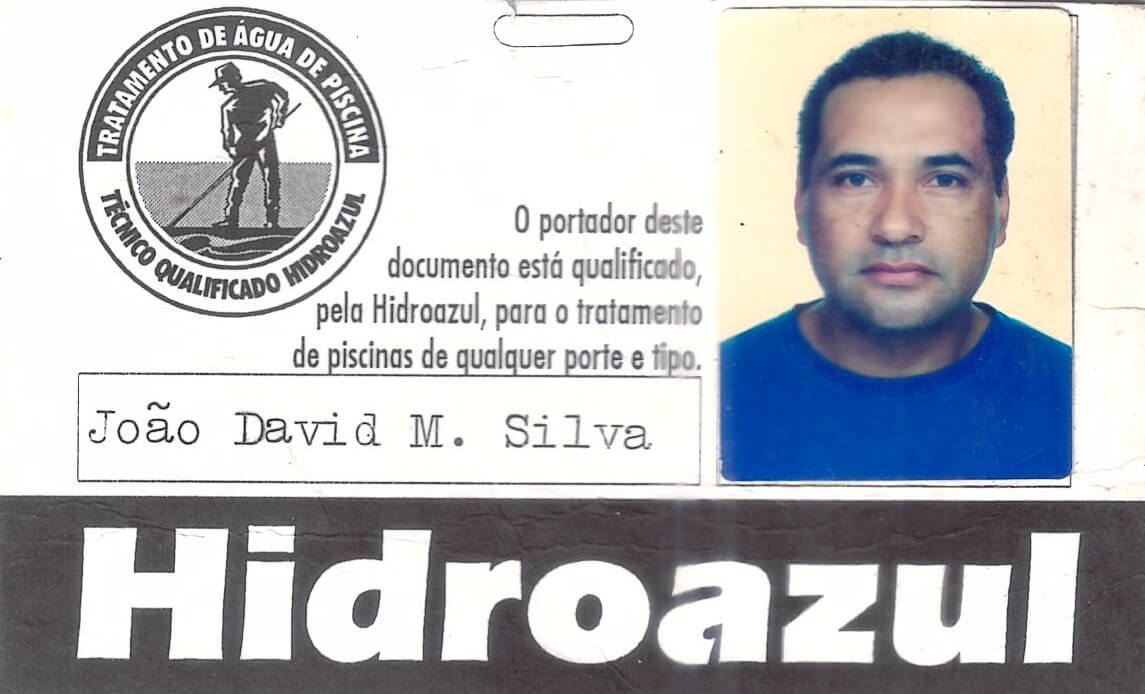 TRATAMENTO DE ÁGUA DE PISCINA
TÉCNICO QUALIFICADO HIDROAZUL
O portador deste
documento está qualificado,
pela Hidroazul, para o tratamento
de piscinas de qualquer porte e tipo.
João David M. Silva
Hidroazul